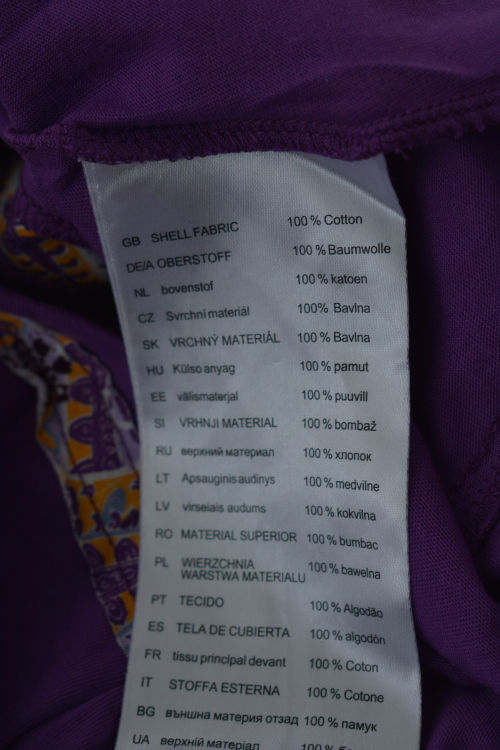 GB SHELL FABRIC 100 % Cotton
DE/A OBERSTOFF 100 % Baumwolle
NL bovenstof 100 % katoen
CZ Svrchní materiál 100% Bavlna
SK VRCHNÝ MATERIÁL 100 % Bavlna
HU Külso anyag 100 % pamut
EE välismaterjal 100 % puuvill
SI VRHNJI MATERIAL 100 % bombaž
RU верхний материал 100 % хлопок
LT Apsauginis audinys 100 % medvilne
LV virseiais audums 100 % kokvilna
RO MATERIAL SUPERIOR 100 % bumbac
PL WIERZCHNIA 100 % bawelna
WARSTWA MATERIALU
PT TECIDO 100 % Algodão
ES TELA DE CUBIERTA 100 % algodón
FR tissu principal devant 100 % Coton
IT STOFFA ESTERNA 100 % Cotone
BG външна материя отзад 100 % памук
UA верхній матеріал 100 %